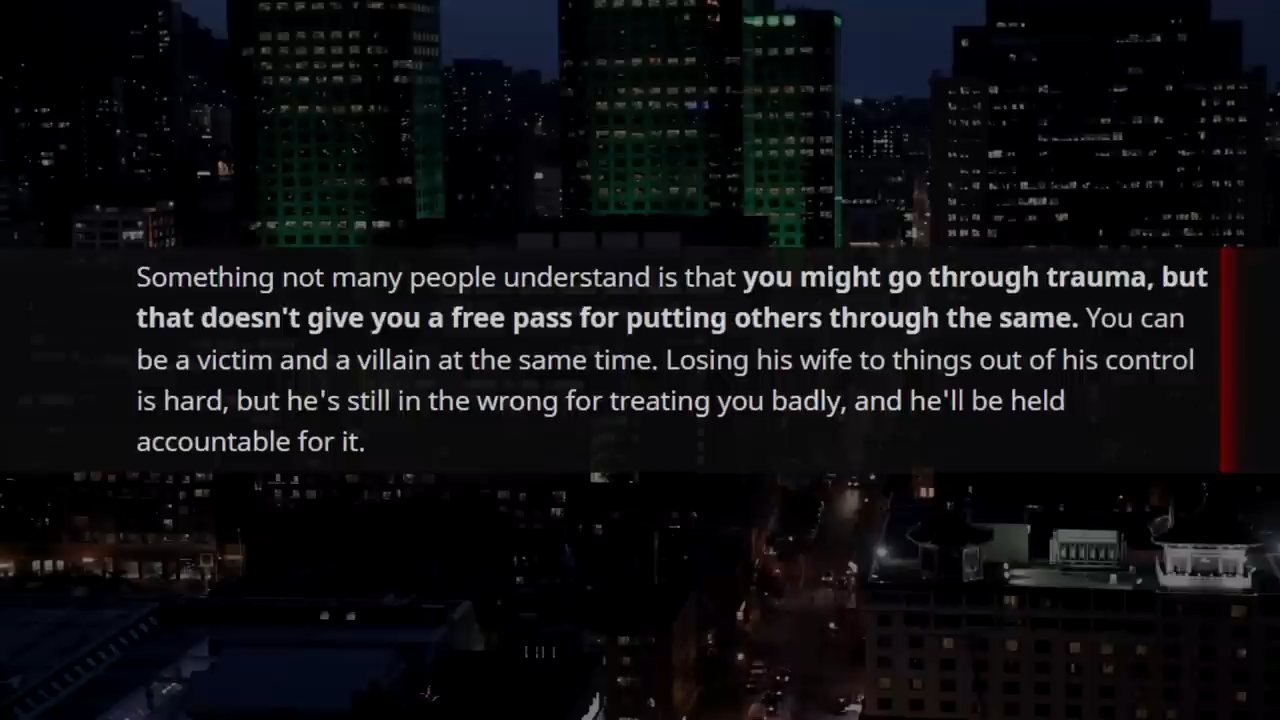 Something not many people understand is that you might go through trauma, but
that doesn't give you a free pass for putting others through the same. You can
be a victim and a villain at the same time. Losing his wife to things out of his control
is hard, but he's still in the wrong for treating you badly, and he'll be held
accountable for it.